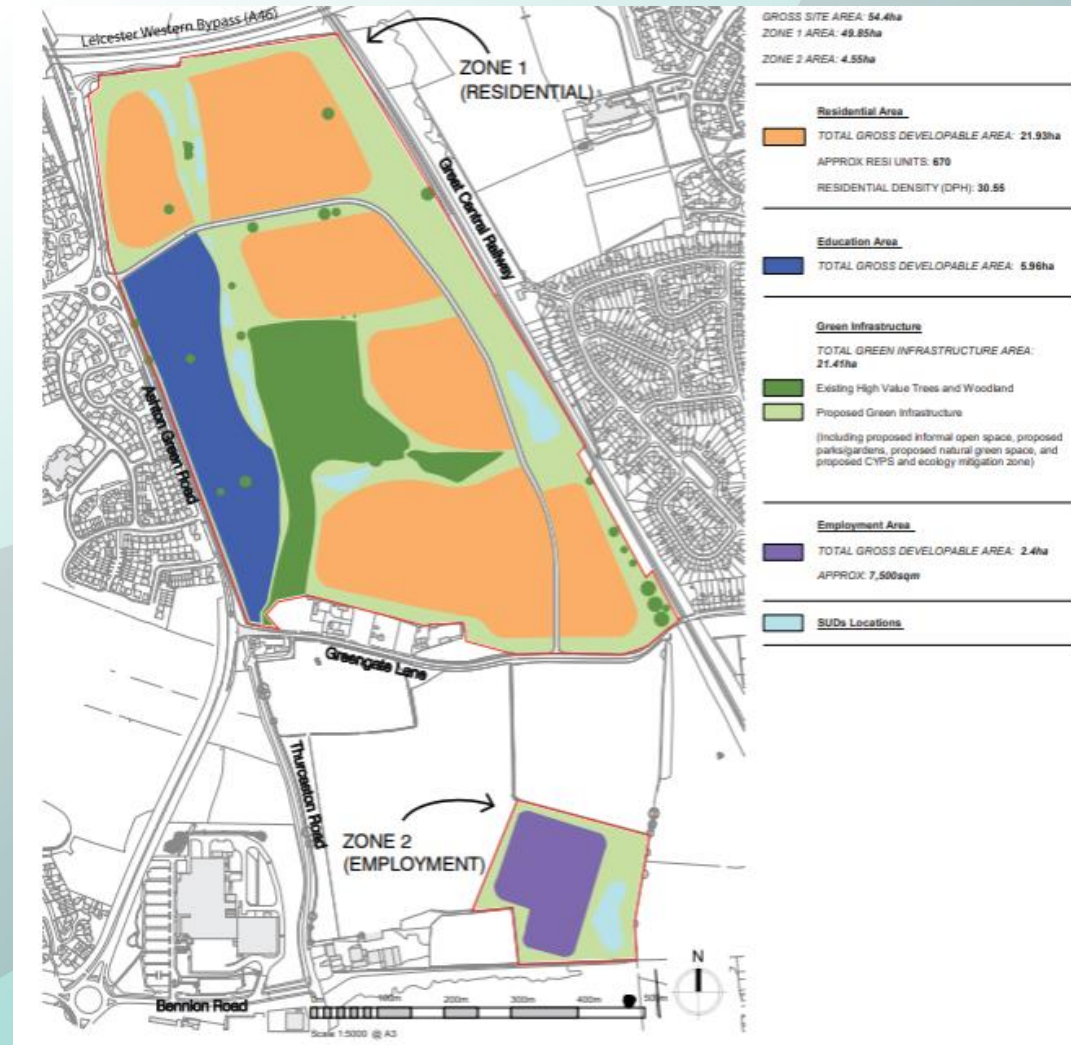 Leicester Western Bypass (A46)
ZONE 1
(RESIDENTIAL)
Great Central Railway
Ashton Green Road
Greengate Lane
Thurcaston Road
ZONE 2
(EMPLOYMENT)
Bennion Road
N
100m 200m 300m 400m
Scale 1:5000 @ A3
GROSS SITE AREA: 54.4ha
ZONE 1 AREA: 49.85ha
ZONE 2 AREA: 4.55ha
Residential Area
TOTAL GROSS DEVELOPABLE AREA: 21.93ha
APPROX RESI UNITS: 670
RESIDENTIAL DENSITY (DPH): 30.55
Education Area
TOTAL GROSS DEVELOPABLE AREA: 5.96ha
Green Infrastructure
TOTAL GREEN INFRASTRUCTURE AREA:
21.41ha
Existing High Value Trees and Woodland
Proposed Green Infrastructure
(Including proposed informal open space, proposed
parks/gardens, proposed natural green space, and
proposed CYPS and ecology mitigation zone)
Employment Area
TOTAL GROSS DEVELOPABLE AREA: 2.4ha
APPROX: 7,500sqm
SUDs Locations